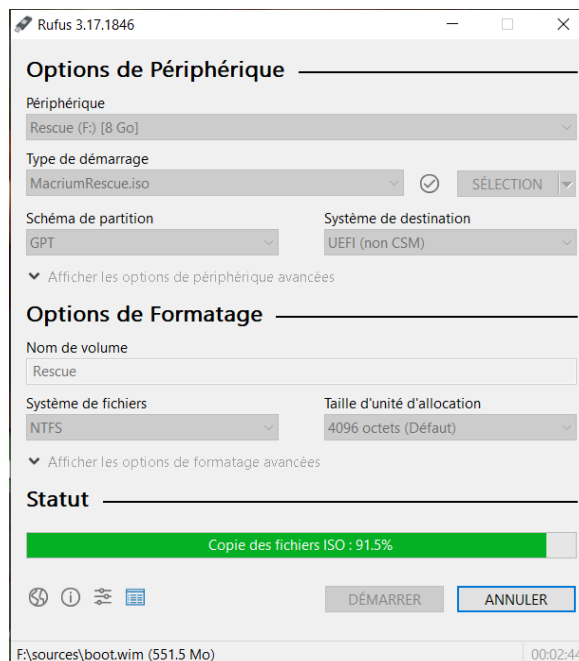 Rufus 3.17.1846
Options de Périphérique
Périphérique
Rescue (F:) [8 Go]
Type de démarrage
MacriumRescue.iso
SÉLECTION
Schéma de partition
Système de destination
GPT
UEFI (non CSM)
Afficher les options de périphérique avancées
Options de Formatage
Nom de volume
Rescue
Système de fichiers
Taille d'unité d'allocation
NTFS
4096 octets (Défaut)
Afficher les options de formatage avancées
Statut
Copie des fichiers ISO : 91.5%
DÉMARRER
ANNULER
F:\sources\boot.wim (551.5 Mo)
00:02:44